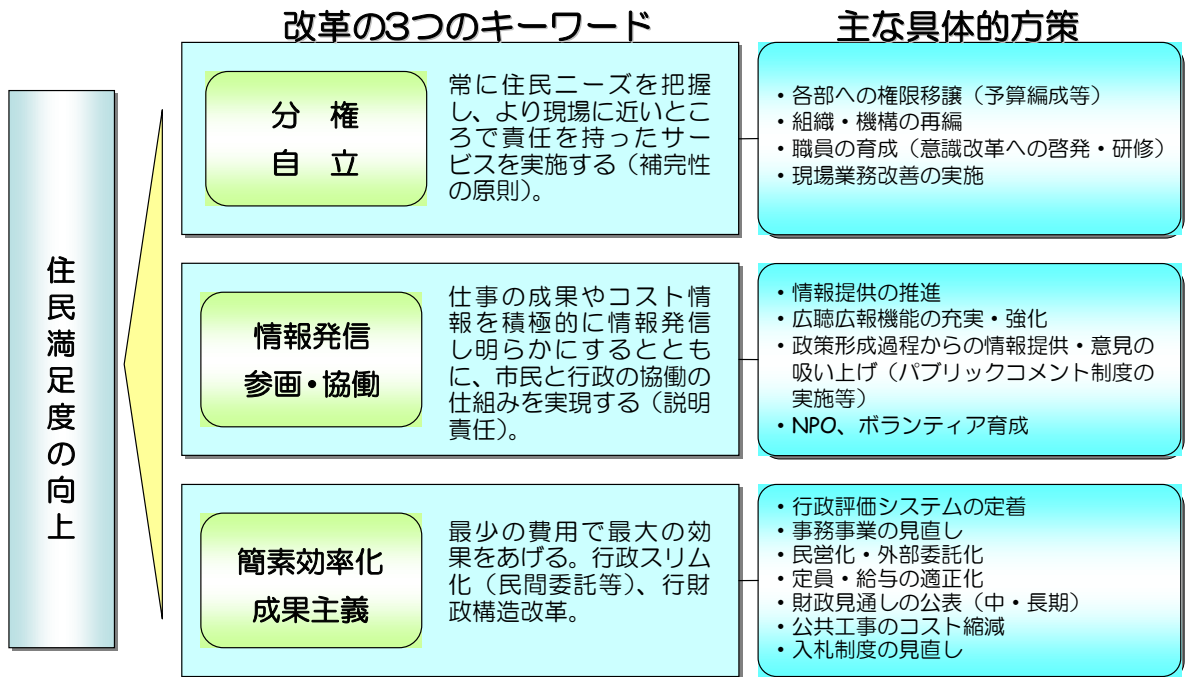 改革の3つのキーワード
主な具体的方策
住民満足度の向上
分 権
自 立
常に住民ニーズを把握
し、より現場に近いとこ
ろで責任を持ったサー
ビスを実施する（補完性
の原則）。
・各部への権限移譲（予算編成等）
・組織・機構の再編
・職員の育成（意識改革への啓発・研修）
・現場業務改善の実施
情報発信
参画・協働
仕事の成果やコスト情
報を積極的に情報発信
し明らかにするととも
に、市民と行政の協働の
仕組みを実現する（説明
責任）。
・情報提供の推進
・広聴広報機能の充実・強化
・政策形成過程からの情報提供・意見の
吸い上げ（パブリックコメント制度の
実施等）
・NPO、ボランティア育成
簡素効率化
成果主義
最少の費用で最大の効
果をあげる。行政スリム
化（民間委託等）、行財
政構造改革。
・行政評価システムの定着
・事務事業の見直し
・民営化・外部委託化
・定員・給与の適正化
・財政見通しの公表（中・長期）
・公共工事のコスト縮減
・入札制度の見直し